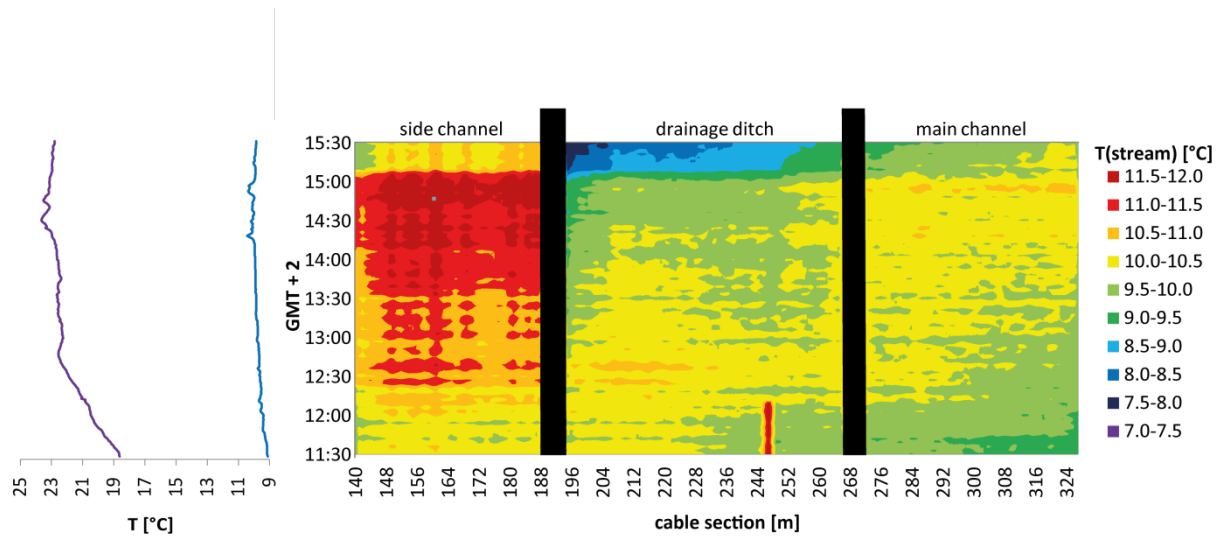 side channel drainage ditch main channel
T(stream) [°C]
11.5-12.0
11.0-11.5
10.5-11.0
10.0-10.5
9.5-10.0
9.0-9.5
8.5-9.0
8.0-8.5
7.5-8.0
7.0-7.5
GMT + 2
15:30
15:00
14:30
14:00
13:30
13:00
12:30
12:00
11:30
25 23 21 19 17 15 13 11 9
T [°C]
140 148 156 164 172 180 188 196 204 212 220 228 236 244 252 260 268 276 284 292 300 308 316 324
cable section [m]